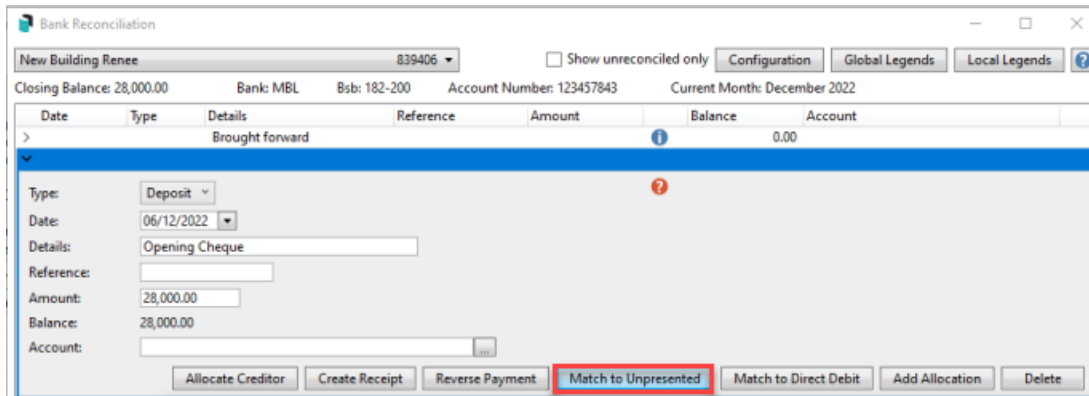 Bank Reconciliation
New Building Renee 839406 Show unreconciled only Configuration Global Legends Local Legends ?
Closing Balance: 28,000.00 Bank: MBL Bsb: 182-200 Account Number: 123457843 Current Month: December 2022
Date Type Details Reference Amount Balance Account
Brought forward 0.00
Type: Deposit ?
Date: 06/12/2022
Details: Opening Cheque
Reference:
Amount: 28,000.00
Balance: 28,000.00
Account: ...
Allocate Creditor Create Receipt Reverse Payment Match to Unpresented Match to Direct Debit Add Allocation Delete